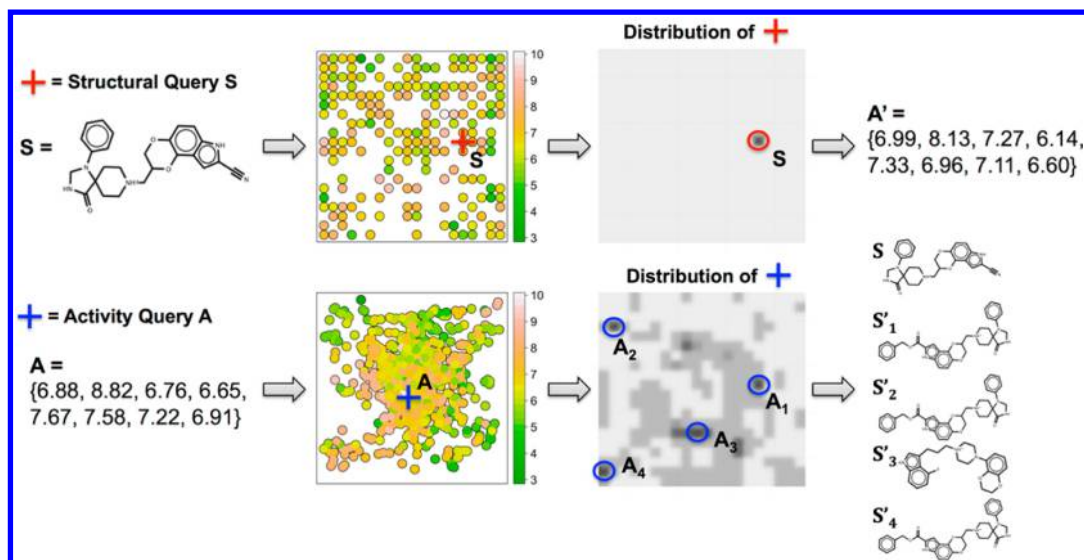 Distribution of
= Structural Query S
S =
S
10
9
8
7
6
5
4
3
S
A' =
{6.99, 8.13, 7.27, 6.14,
7.33, 6.96, 7.11, 6.60}
Distribution of
= Activity Query A
A =
{6.88, 8.82, 6.76, 6.65,
7.67, 7.58, 7.22, 6.91}
A
10
9
8
7
6
5
4
3
A2
A1
A3
A4
S
S'1
S'2
S'3
S'4